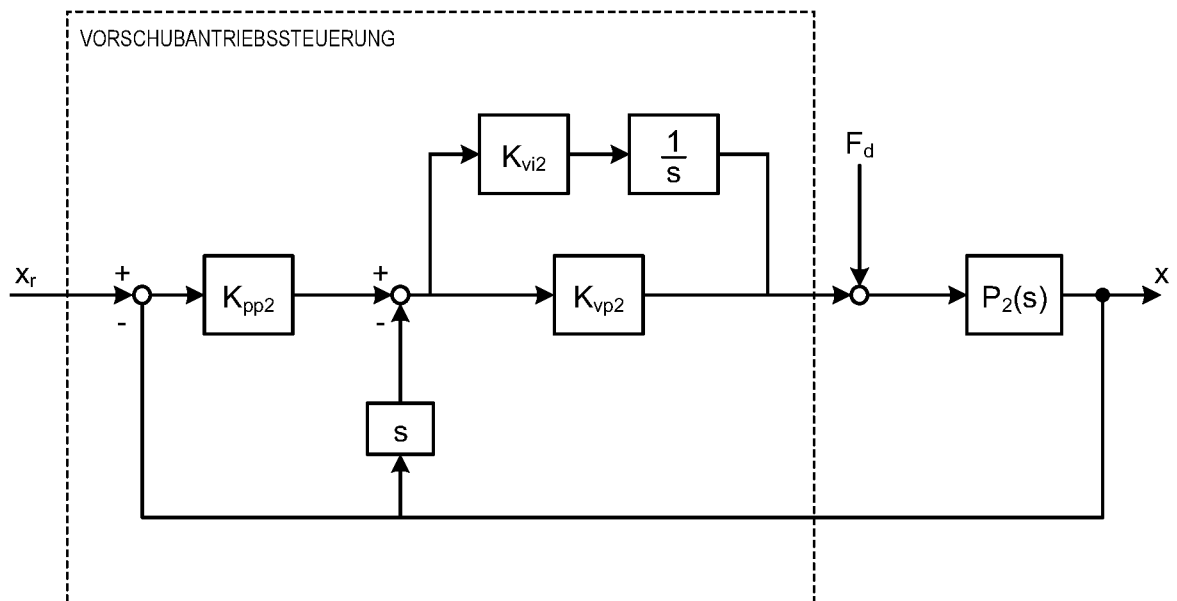 VORSCHUBANTRIEBSSTEUERUNG
K_vi2
1/s
F_d
x_r
+
-
K_pp2
+
-
K_vp2
P_2(s)
x
s